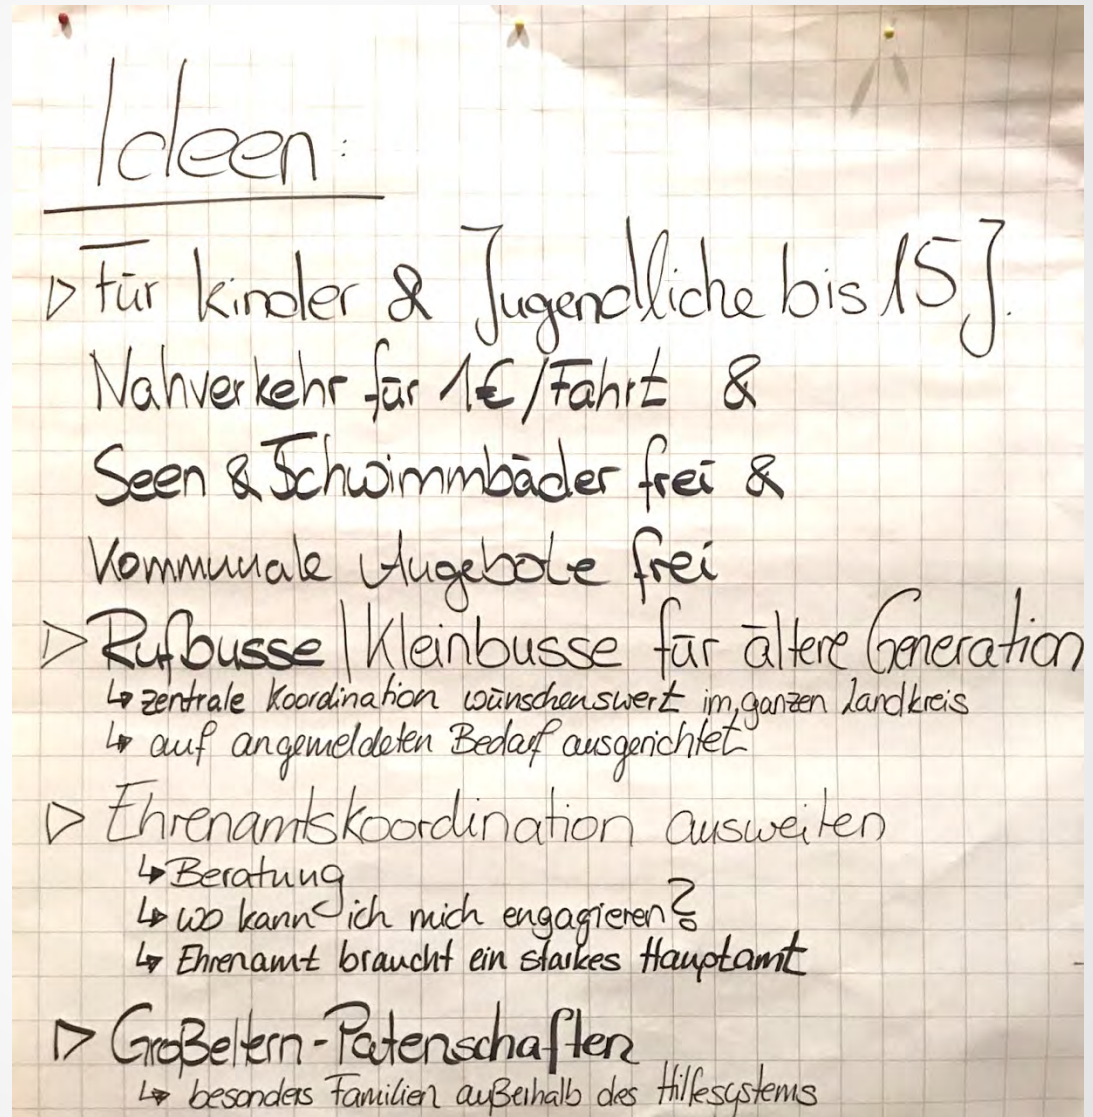 Ideen:
▷ Für Kinder & Jugendliche bis 15 J.
Nahverkehr für 1€/Fahrt &
Seen & Schwimmbäder frei &
Kommunale Angebote frei
▷ Rufbusse | Kleinbusse für ältere Generation
↳ zentrale Koordination wünschenswert im ganzen Landkreis
↳ auf angemeldeten Bedarf ausgerichtet
▷ Ehrenamtskoordination ausweiten
↳ Beratung
↳ wo kann ich mich engagieren?
↳ Ehrenamt braucht ein starkes Hauptamt
▷ Großeltern-Patenschaften
↳ besonders Familien außerhalb des Hilfesystems